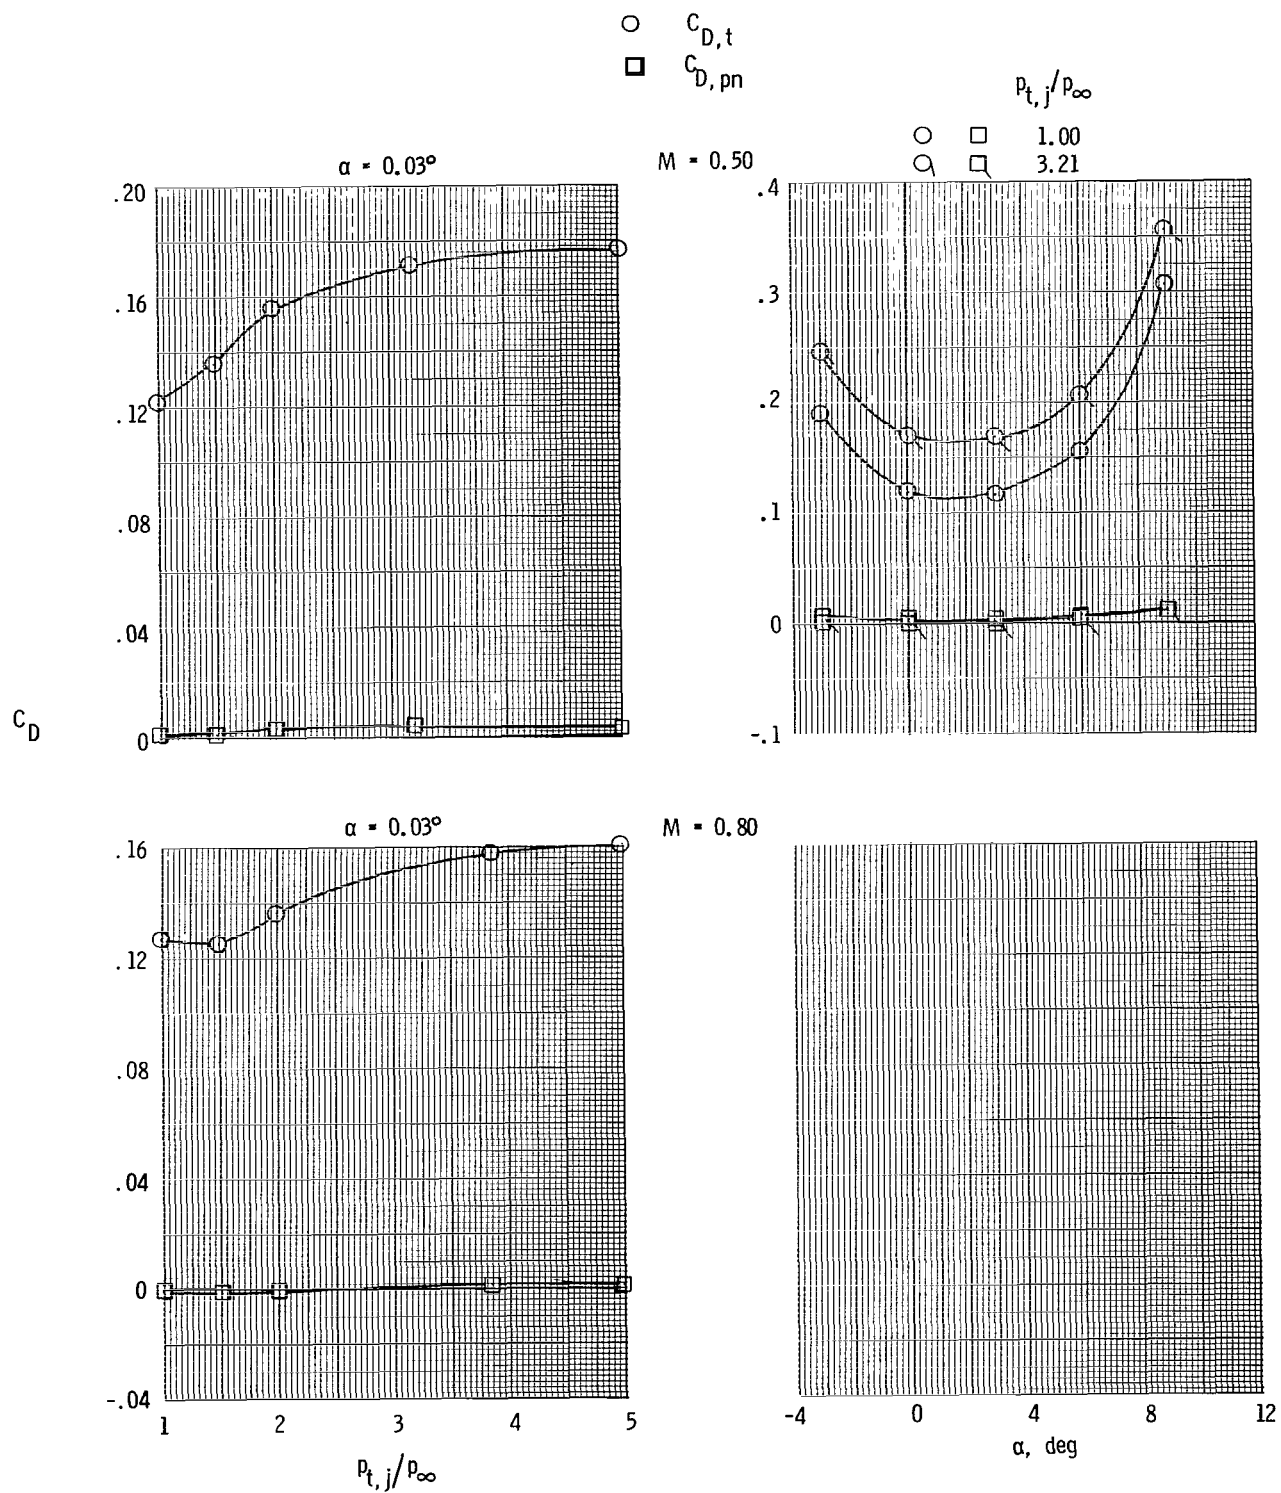 C_D,t
C_D,pn
p_t,j/p_∞
1.00
3.21
α = 0.03°
M = 0.50
.20
.16
.12
.08
.04
0
.4
.3
.2
.1
0
-.1
C_D
α = 0.03°
M = 0.80
.16
.12
.08
.04
0
-.04
1 2 3 4 5
p_t,j/p_∞
-4 0 4 8 12
α, deg